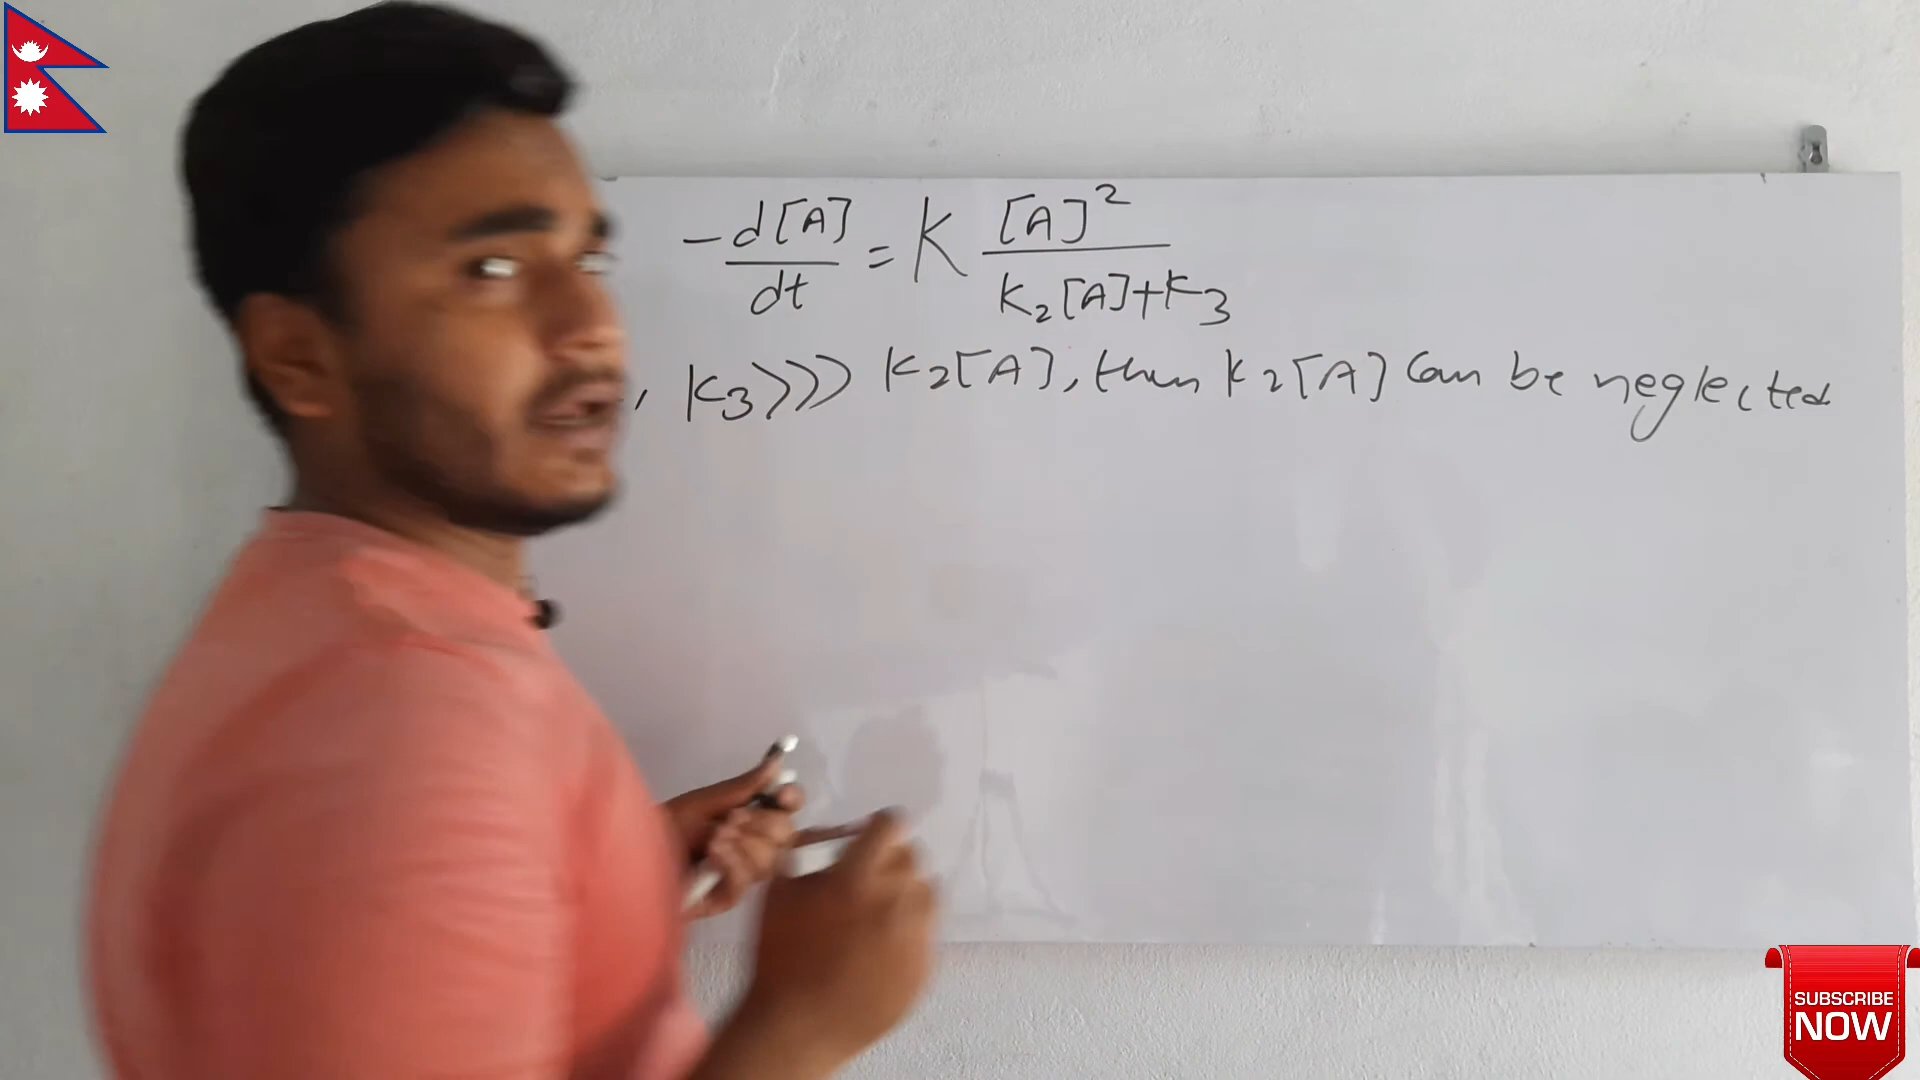 -d[A]/dt = K [A]²/K₂[A]+K₃
, K₃>>> K₂[A], then K₂[A] Can be neglected
SUBSCRIBE
NOW